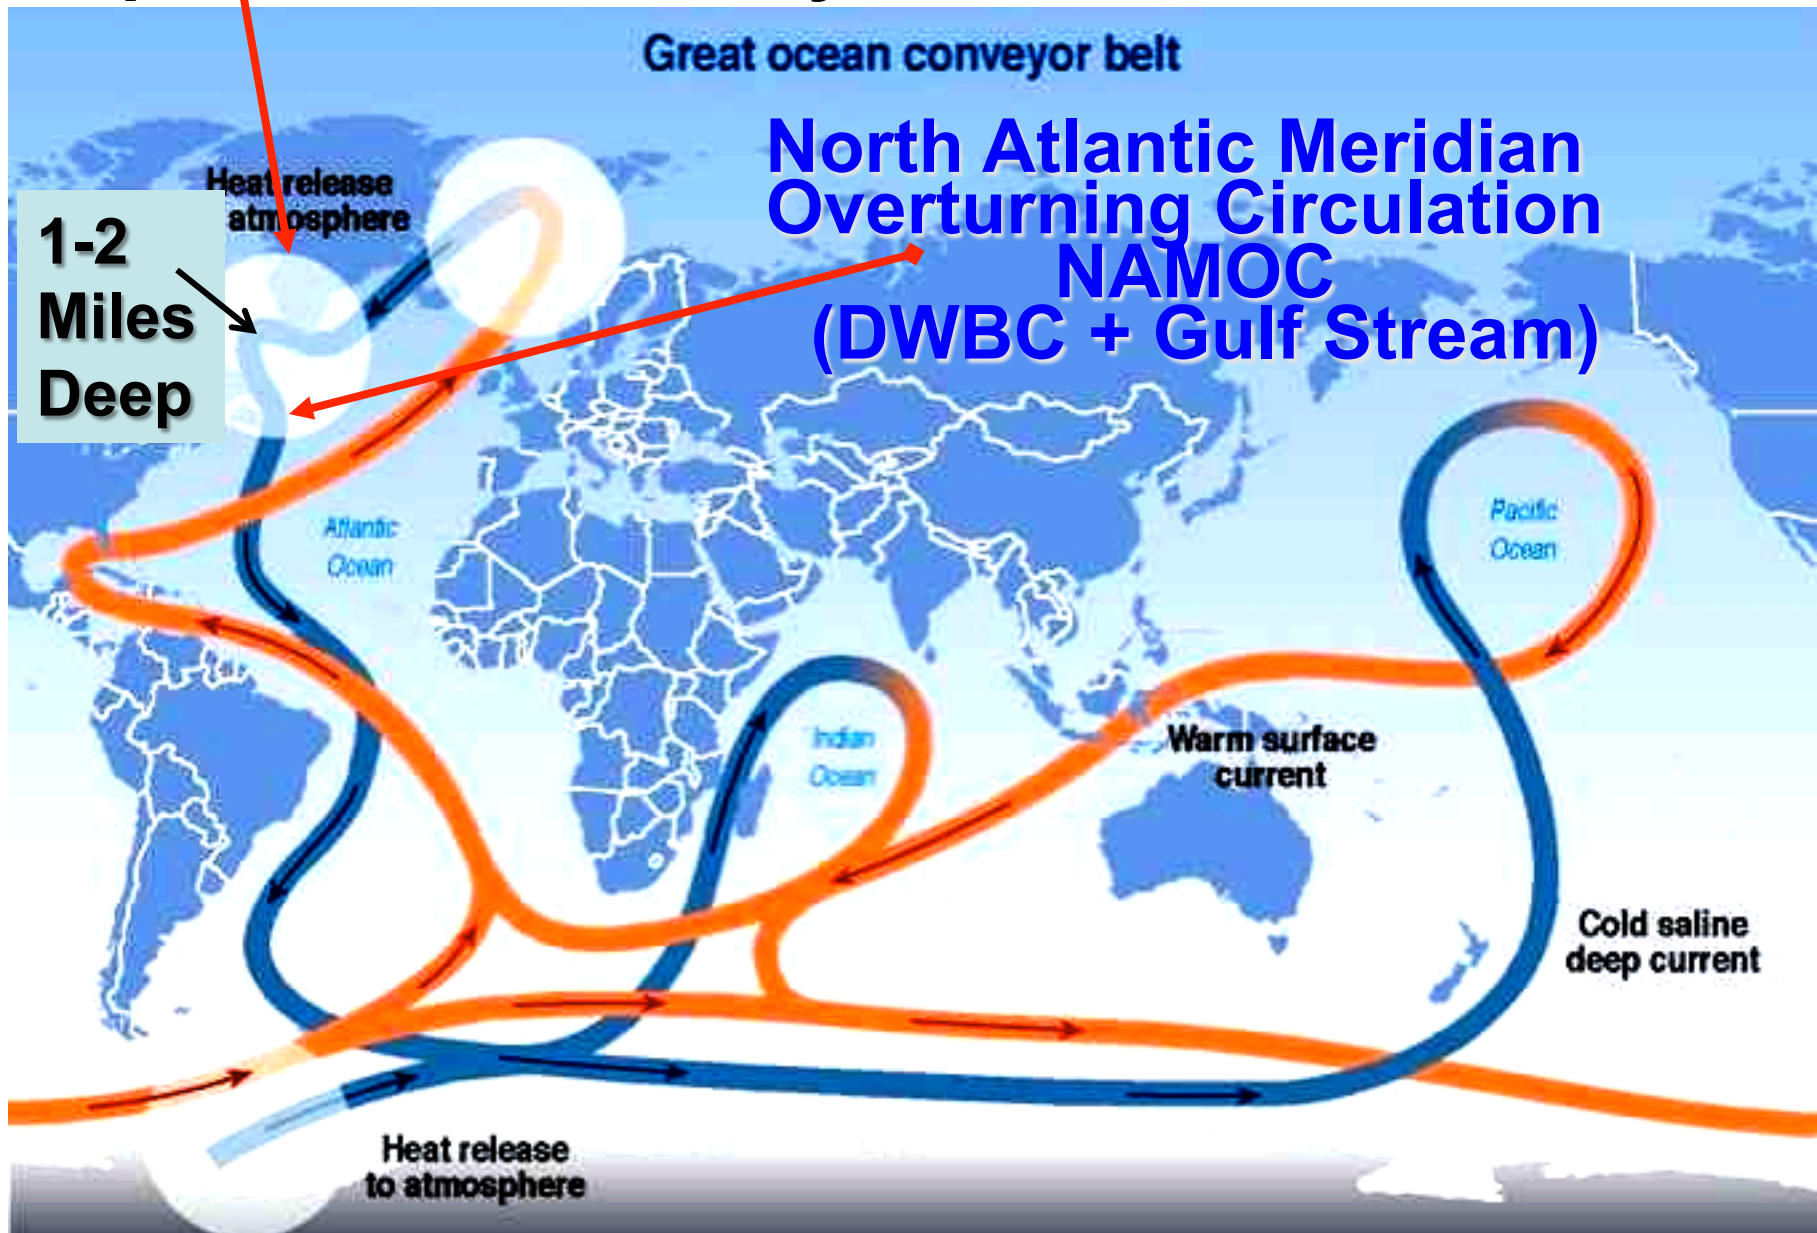 Great ocean conveyor belt
North Atlantic Meridian
Overturning Circulation
NAMOC
(DWBC + Gulf Stream)
Heat release
atmosphere
1-2
Miles
Deep
Atlantic
Ocean
Pacific
Ocean
Indian
Ocean
Warm surface
current
Cold saline
deep current
Heat release
to atmosphere